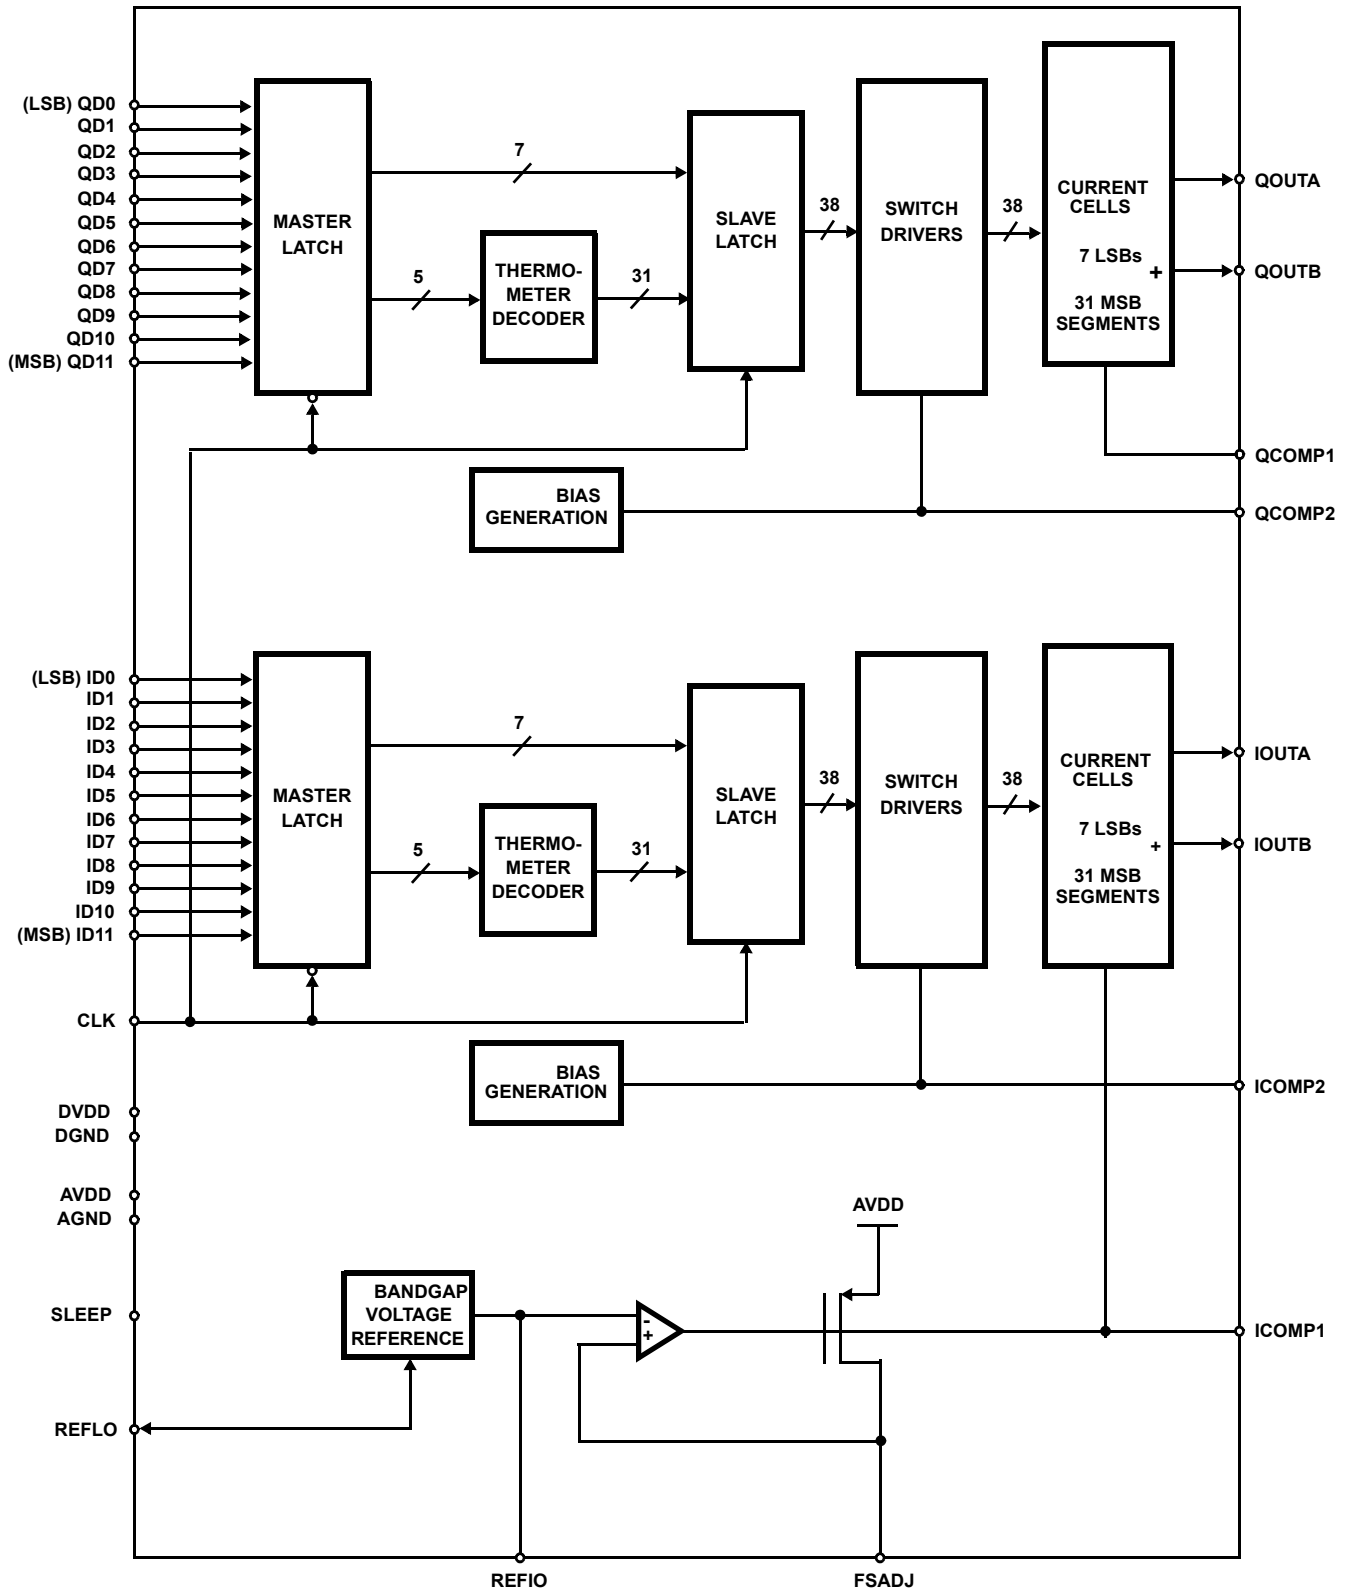 (LSB) QD0
QD1
QD2
QD3
QD4
QD5
QD6
QD7
QD8
QD9
QD10
(MSB) QD11
MASTER
LATCH
7
5
THERMO-
METER
DECODER
31
SLAVE
LATCH
38
SWITCH
DRIVERS
38
CURRENT
CELLS
7 LSBs
+
31 MSB
SEGMENTS
QOUTA
QOUTB
QCOMP1
QCOMP2
BIAS
GENERATION
(LSB) ID0
ID1
ID2
ID3
ID4
ID5
ID6
ID7
ID8
ID9
ID10
(MSB) ID11
MASTER
LATCH
7
5
THERMO-
METER
DECODER
31
SLAVE
LATCH
38
SWITCH
DRIVERS
38
CURRENT
CELLS
7 LSBs
+
31 MSB
SEGMENTS
IOUTA
IOUTB
CLK
BIAS
GENERATION
ICOMP2
DVDD
DGND
AVDD
AGND
SLEEP
REFLO
BANDGAP
VOLTAGE
REFERENCE
-
+
AVDD
ICOMP1
REFIO
FSADJ